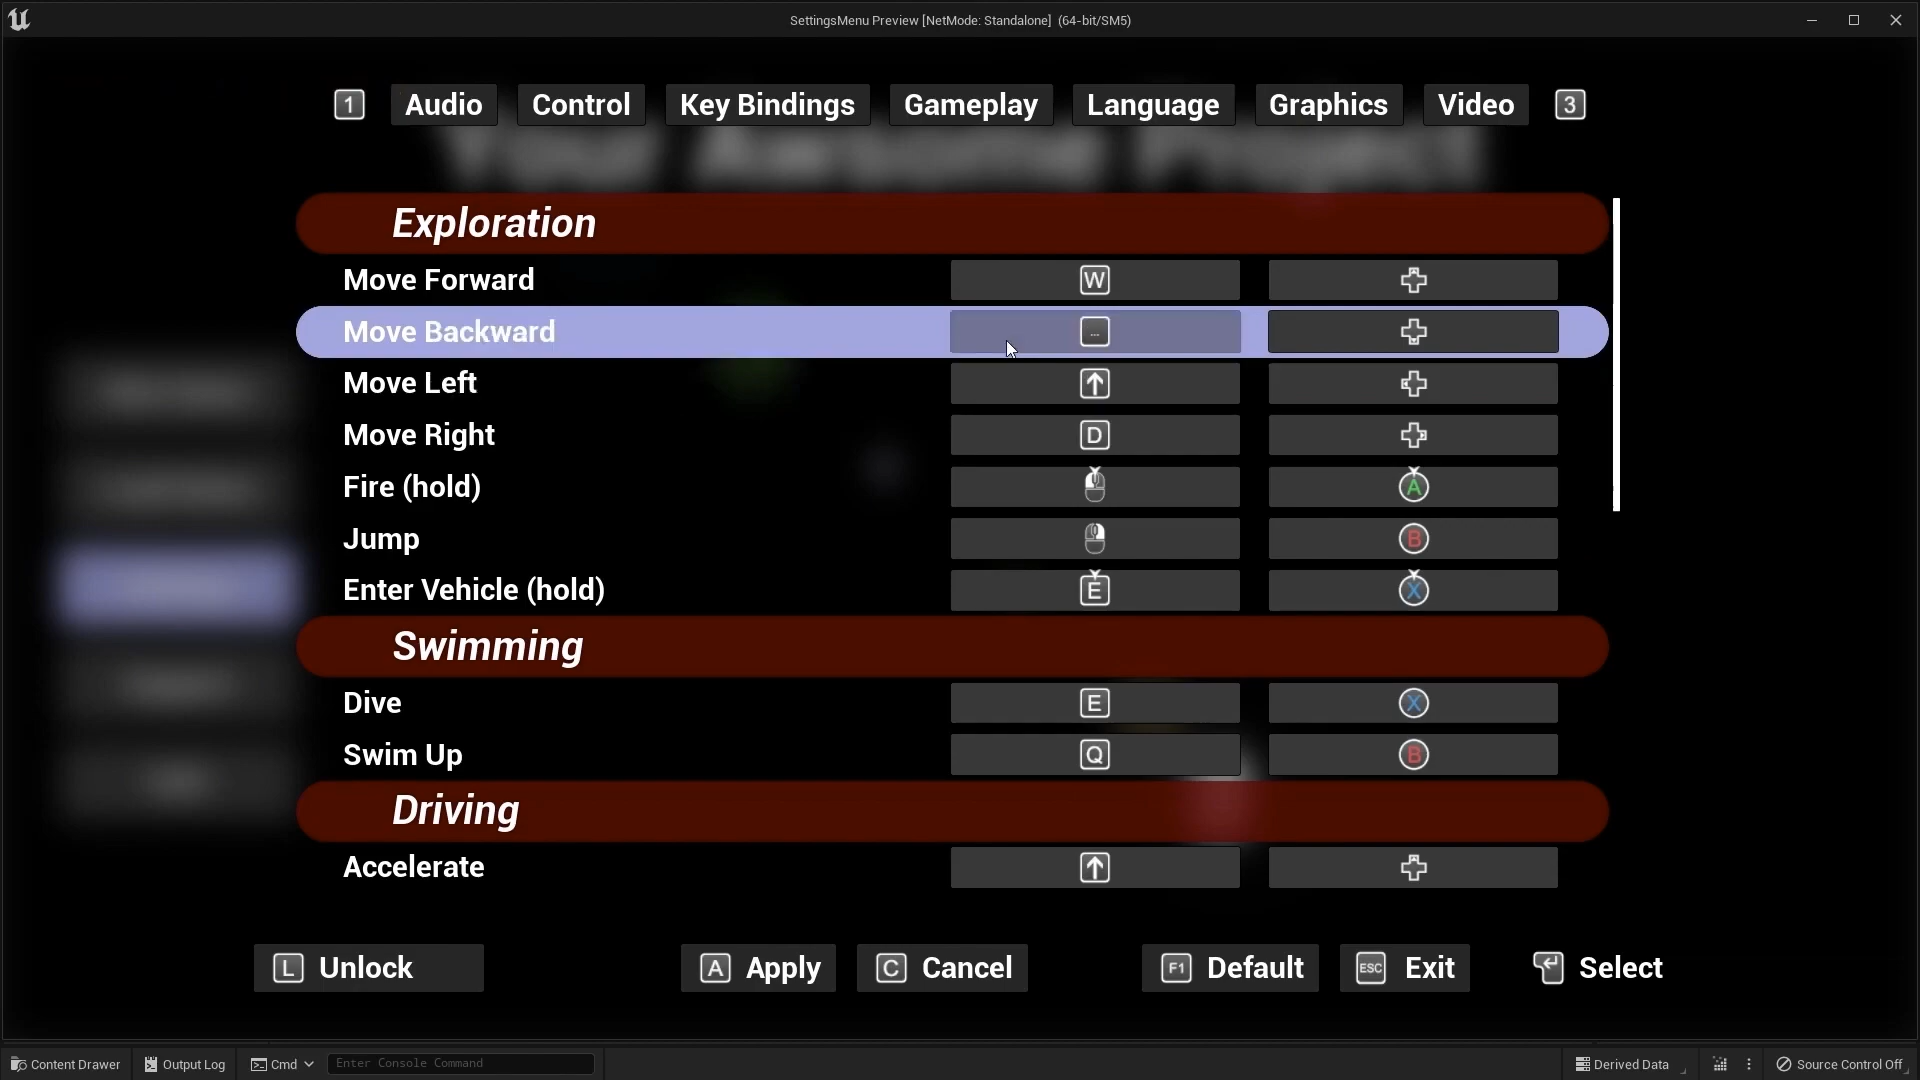 SettingsMenu Preview [NetMode: Standalone] (64-bit/SM5)
1 Audio Control Key Bindings Gameplay Language Graphics Video 3
Your Awesome Project
Exploration
Move Forward W
Move Backward ...
Move Left
Move Right D
Fire (hold) A
Jump B
Enter Vehicle (hold) E X
Swimming
Dive E X
Swim Up Q B
Driving
Accelerate
L Unlock A Apply C Cancel F1 Default ESC Exit Select
Content Drawer Output Log Cmd Enter Console Command Derived Data Source Control Off